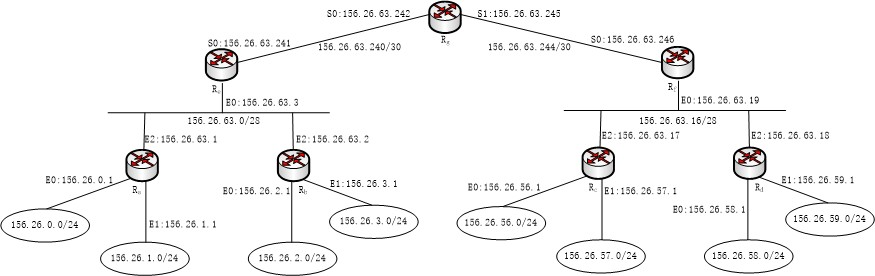 S0:156.26.63.242
S1:156.26.63.245
S0:156.26.63.241
156.26.63.240/30
156.26.63.244/30
S0:156.26.63.246
E0:156.26.63.3
E0:156.26.63.19
156.26.63.0/28
156.26.63.16/28
E2:156.26.63.1
E2:156.26.63.2
E2:156.26.63.17
E2:156.26.63.18
E0:156.26.0.1
E0:156.26.2.1
E1:156.26.3.1
E0:156.26.56.1
E1:156.26.57.1
E1:156.26.59.1
Rb
Rd
E0:156.26.58.1
156.26.0.0/24
E1:156.26.1.1
156.26.3.0/24
156.26.56.0/24
156.26.59.0/24
156.26.1.0/24
156.26.2.0/24
156.26.57.0/24
156.26.58.0/24